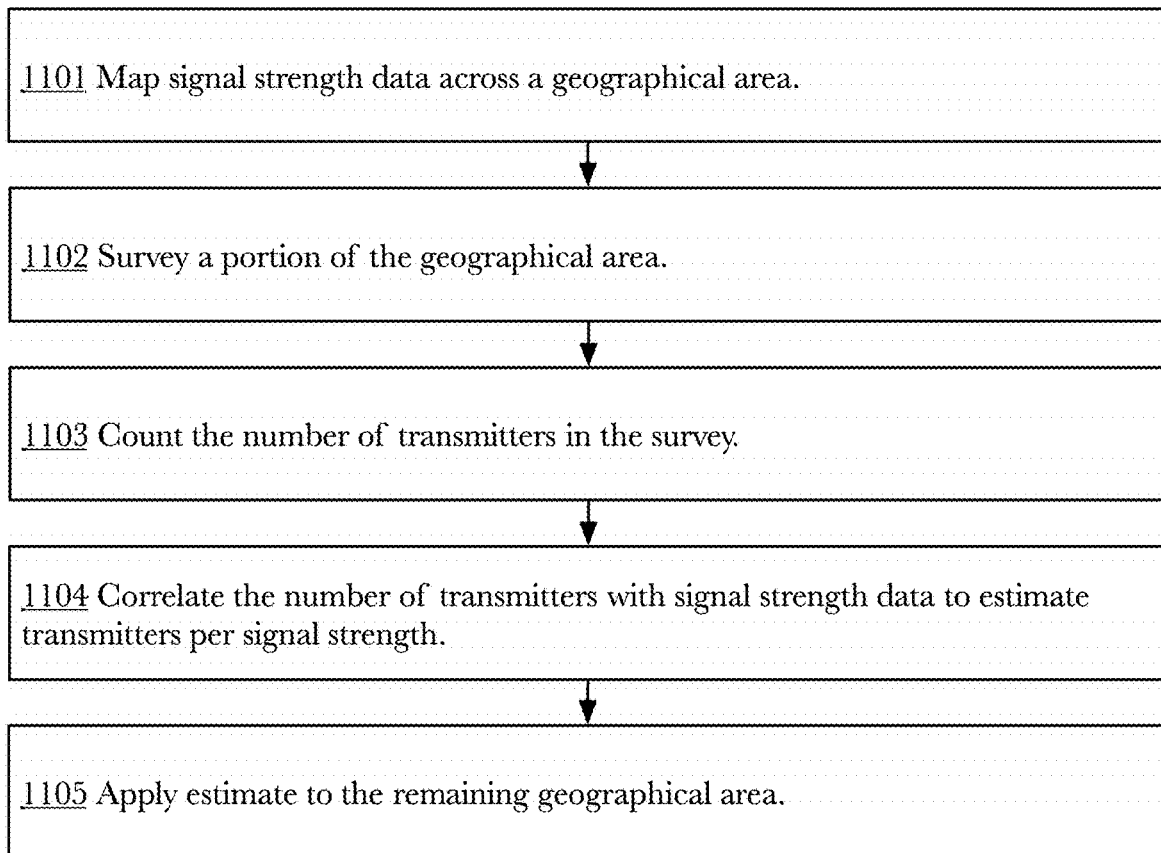 1101 Map signal strength data across a geographical area.
1102 Survey a portion of the geographical area.
1103 Count the number of transmitters in the survey.
1104 Correlate the number of transmitters with signal strength data to estimate
transmitters per signal strength.
1105 Apply estimate to the remaining geographical area.